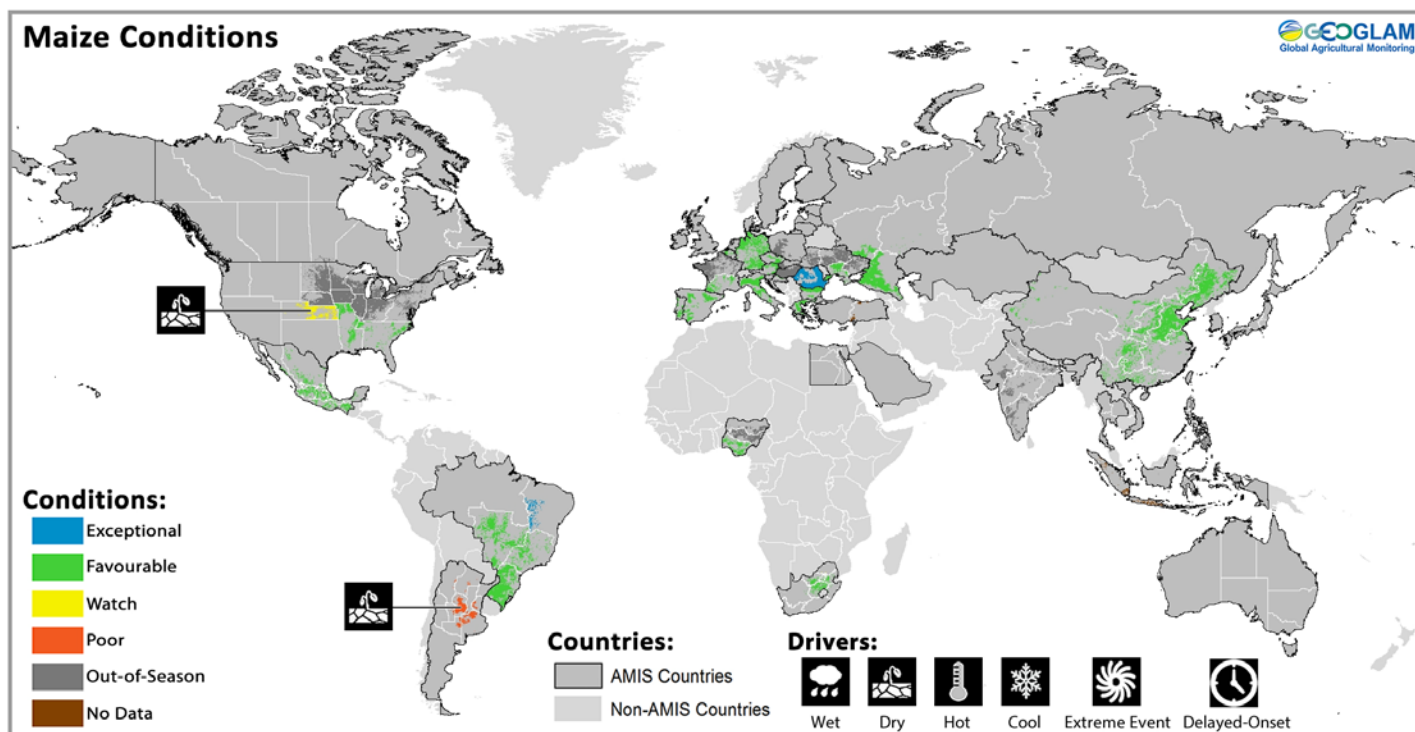 Maize Conditions
GEOGLAM
Global Agricultural Monitoring
Conditions:
Exceptional
Favourable
Watch
Poor
Out-of-Season
No Data
Countries:
AMIS Countries
Non-AMIS Countries
Drivers:
Wet
Dry
Hot
Cool
Extreme Event
Delayed-Onset